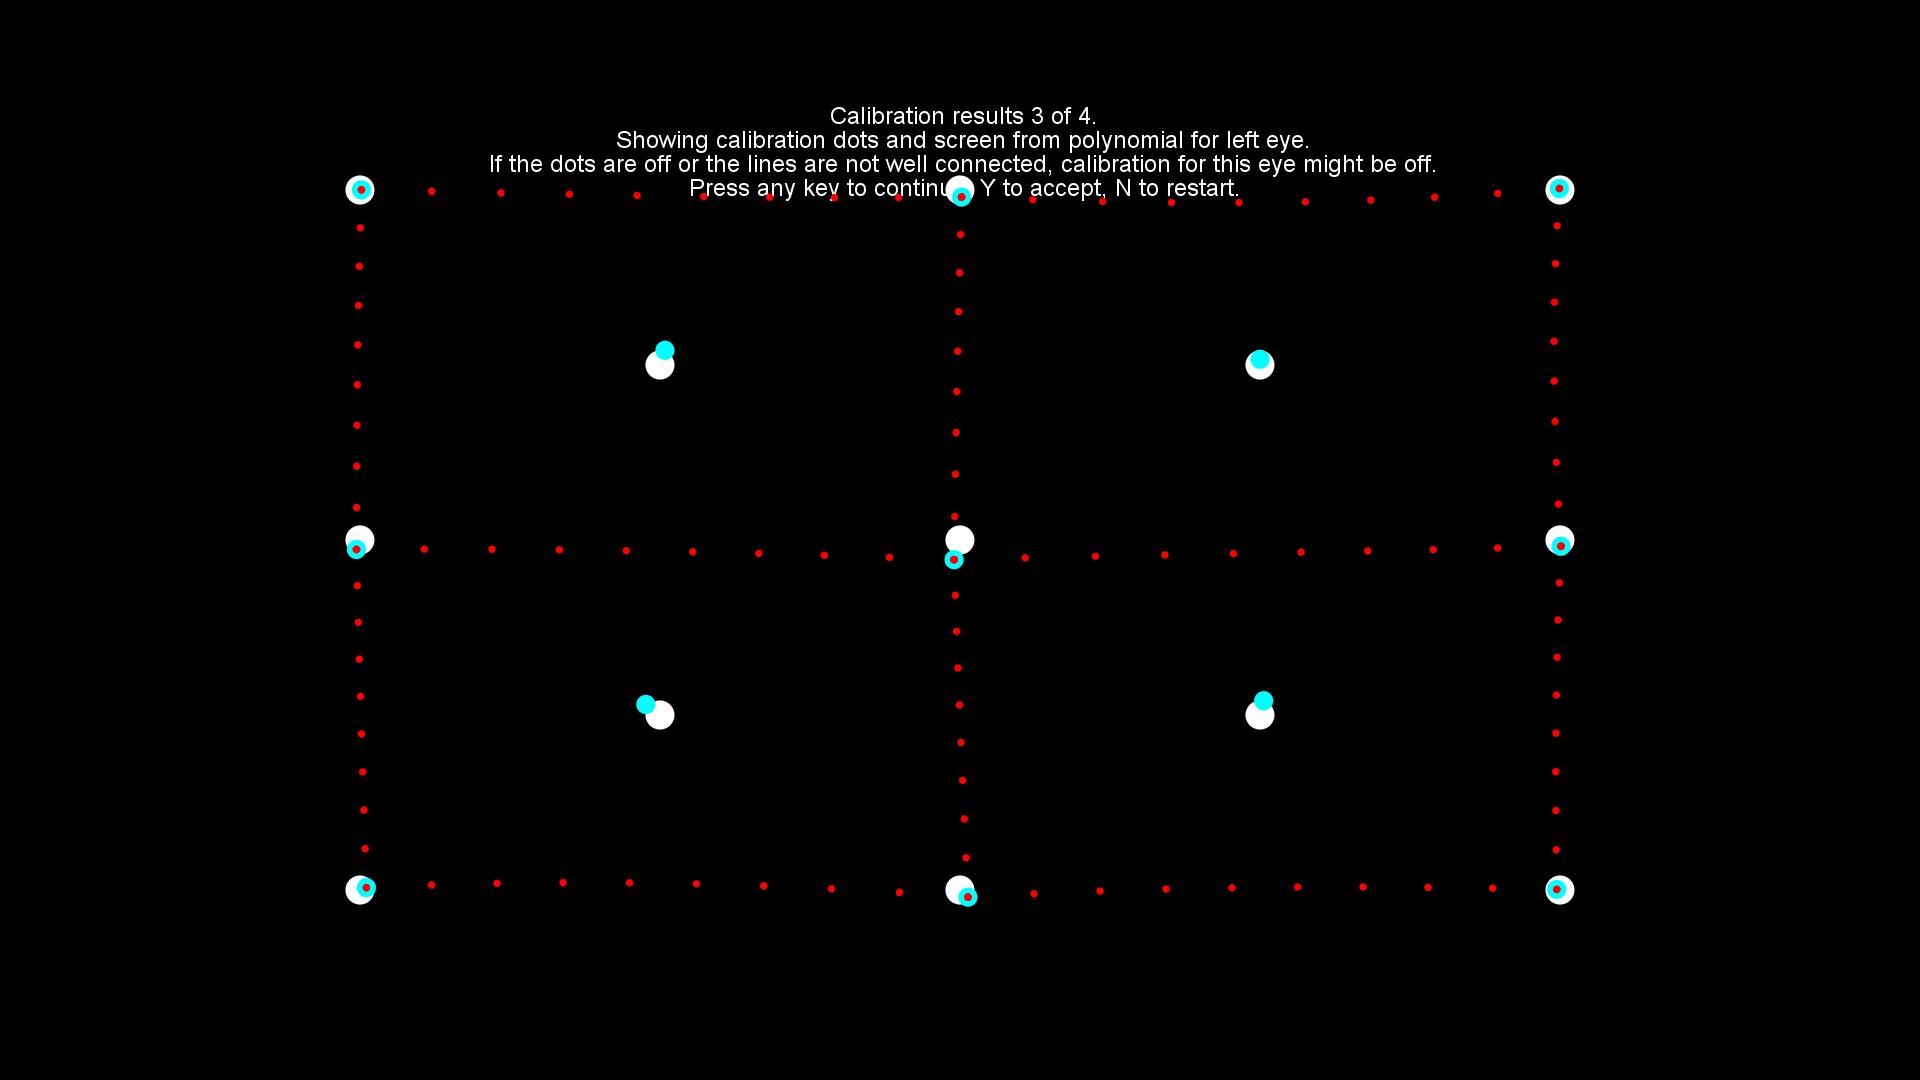 Calibration results 3 of 4.
Showing calibration dots and screen from polynomial for left eye.
If the dots are off or the lines are not well connected, calibration for this eye might be off.
Press any key to continu Y to accept, N to restart.